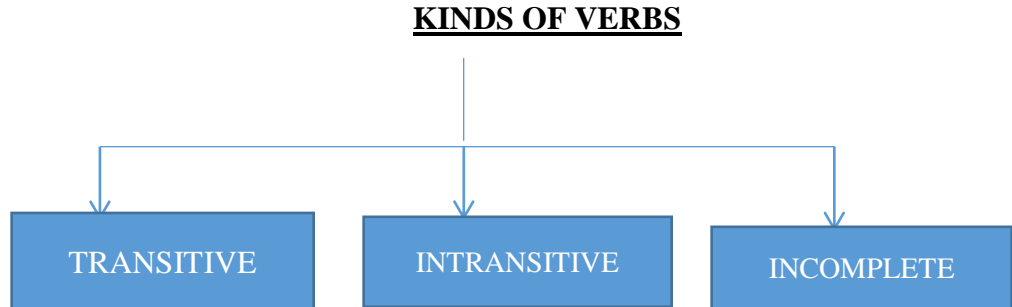 KINDS OF VERBS
TRANSITIVE
INTRANSITIVE
INCOMPLETE